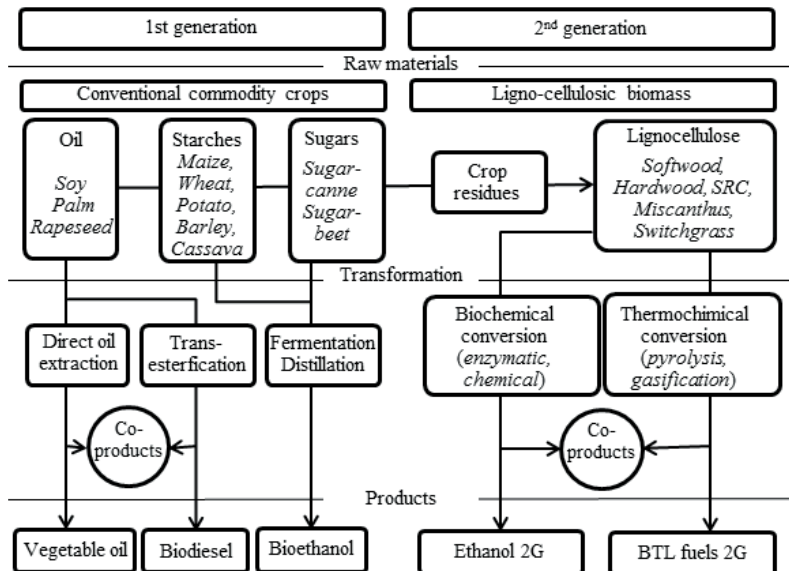 1st generation
2nd generation
Raw materials
Conventional commodity crops
Ligno-cellulosic biomass
Oil
Soy
Palm
Rapeseed
Starches
Maize,
Wheat,
Potato,
Barley,
Cassava
Sugars
Sugar-
canne
Sugar-
beet
Crop
residues
Lignocellulose
Softwood,
Hardwood, SRC,
Miscanthus,
Switchgrass
Transformation
Direct oil
extraction
Trans-
esterfication
Fermentation
Distillation
Biochemical
conversion
(enzymatic,
chemical)
Thermochimical
conversion
(pyrolysis,
gasification)
Co-
products
Co-
products
Products
Vegetable oil
Biodiesel
Bioethanol
Ethanol 2G
BTL fuels 2G